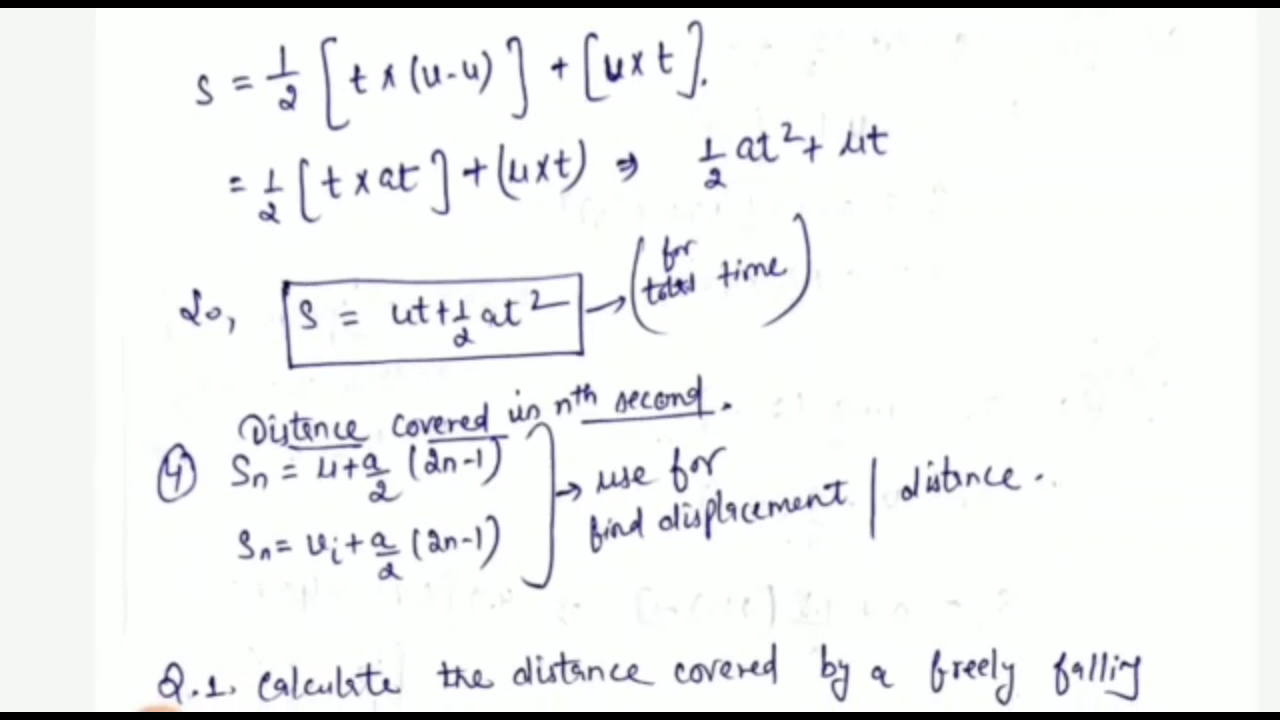 S = 1/2 [t × (u-u)] + [u×t].
= 1/2 [t × at] + (u×t) ⇒ 1/2 at² + ut
So, S = ut + 1/2 at² → (for total time)
Distance covered in nth second.
④ Sn = u + a/2 (2n-1)
Sn = vi + a/2 (2n-1)
→ use for
find displacement / distance.
Q.1. Calculate the distance covered by a freely falling